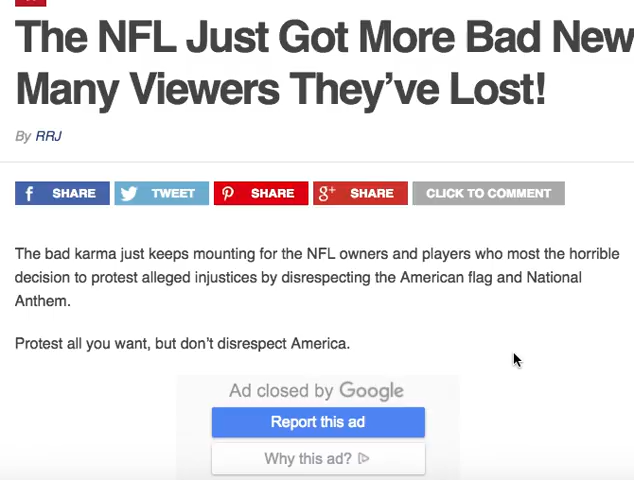 The NFL Just Got More Bad New
Many Viewers They've Lost!
By RRJ
f SHARE TWEET SHARE g+ SHARE CLICK TO COMMENT
The bad karma just keeps mounting for the NFL owners and players who most the horrible
decision to protest alleged injustices by disrespecting the American flag and National
Anthem.
Protest all you want, but don't disrespect America.
Ad closed by Google
Report this ad
Why this ad?